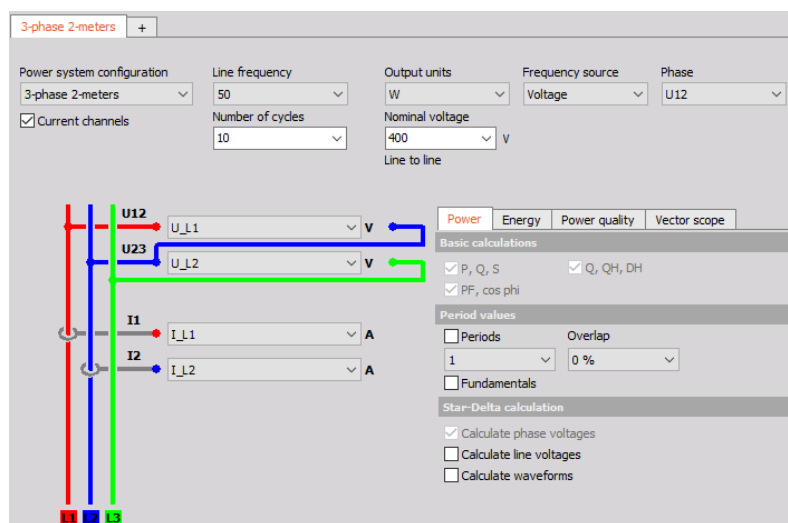 3-phase 2-meters +
Power system configuration Line frequency Output units Frequency source Phase
3-phase 2-meters 50 W Voltage U12
Current channels Number of cycles Nominal voltage
10 400 V
Line to line
U12
U_L1 V
U23
U_L2 V
I1
I_L1 A
I2
I_L2 A
L1 L2 L3
Power Energy Power quality Vector scope
Basic calculations
P, Q, S Q, QH, DH
PF, cos phi
Period values
Periods Overlap
1 0 %
Fundamentals
Star-Delta calculation
Calculate phase voltages
Calculate line voltages
Calculate waveforms